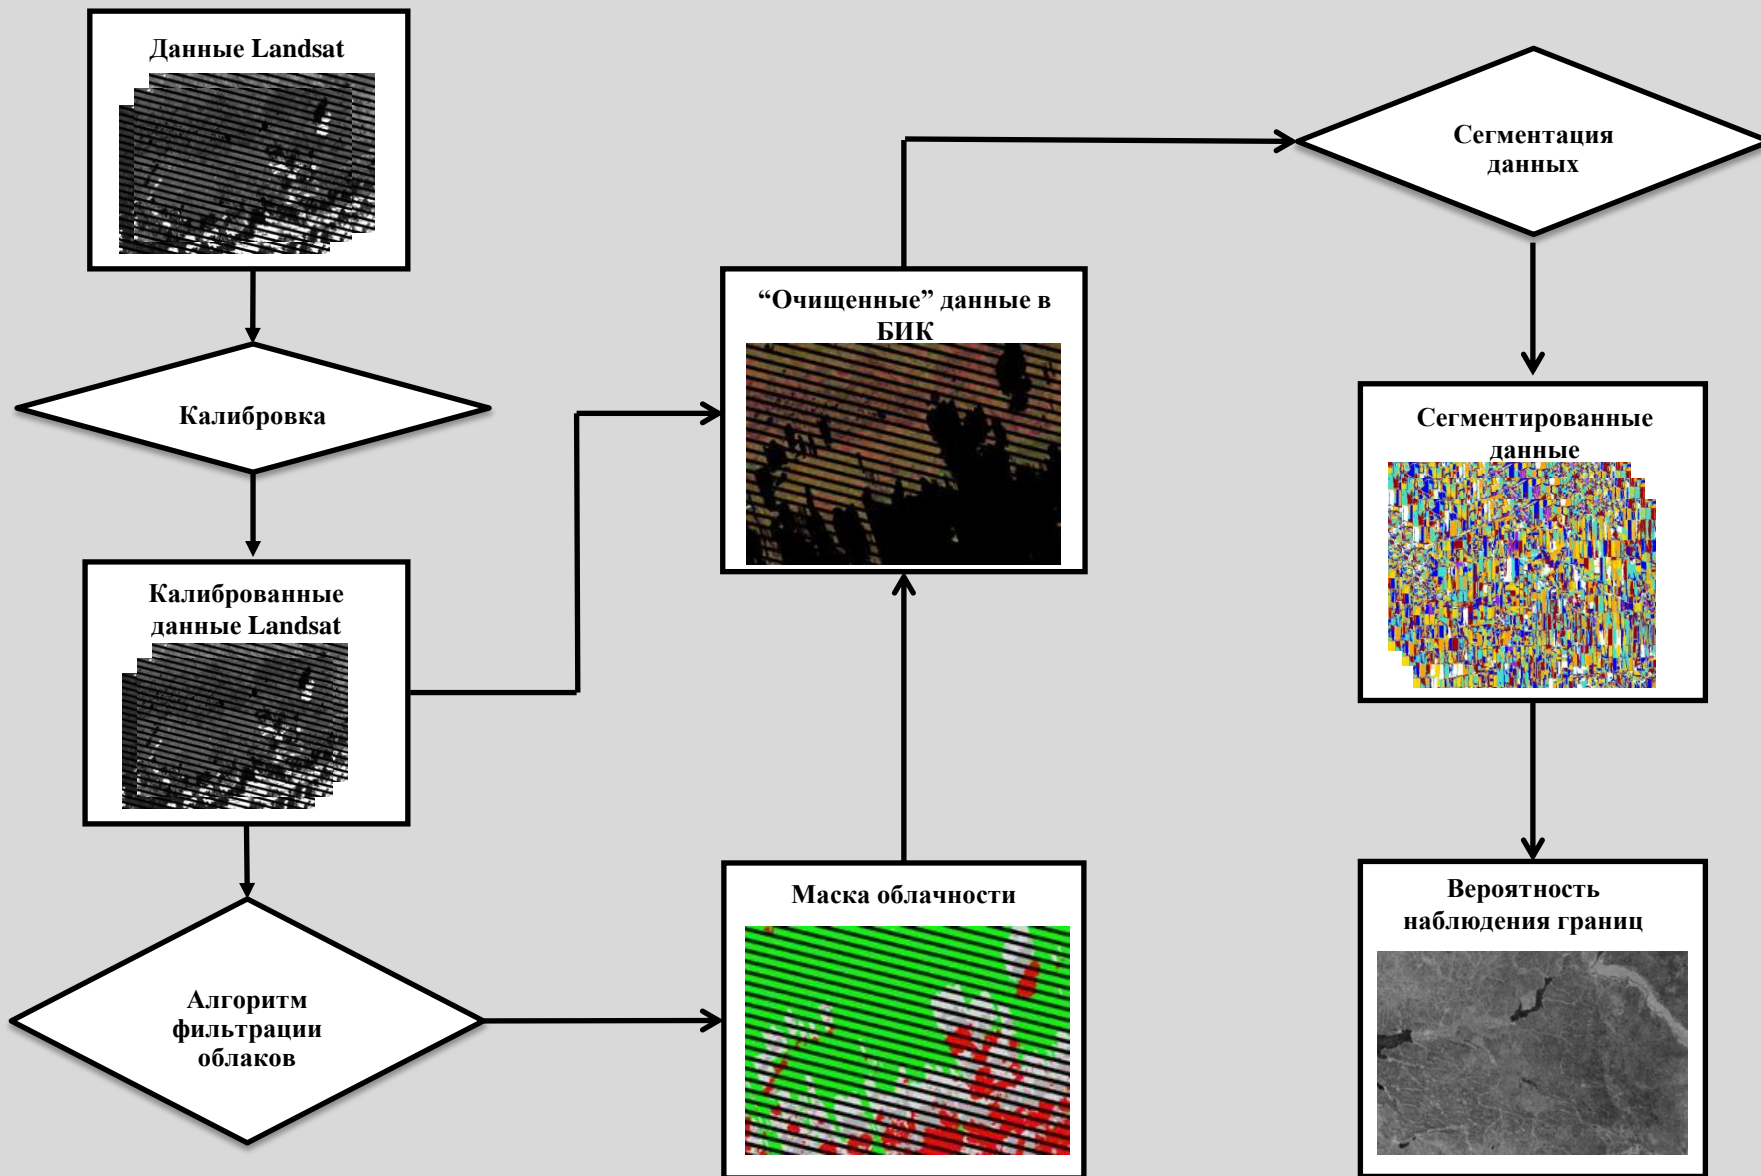 Данные Landsat
Калибровка
Калиброванные
данные Landsat
Алгоритм
фильтрации
облаков
“Очищенные” данные в
БИК
Маска облачности
Сегментация
данных
Сегментированные
данные
Вероятность
наблюдения границ